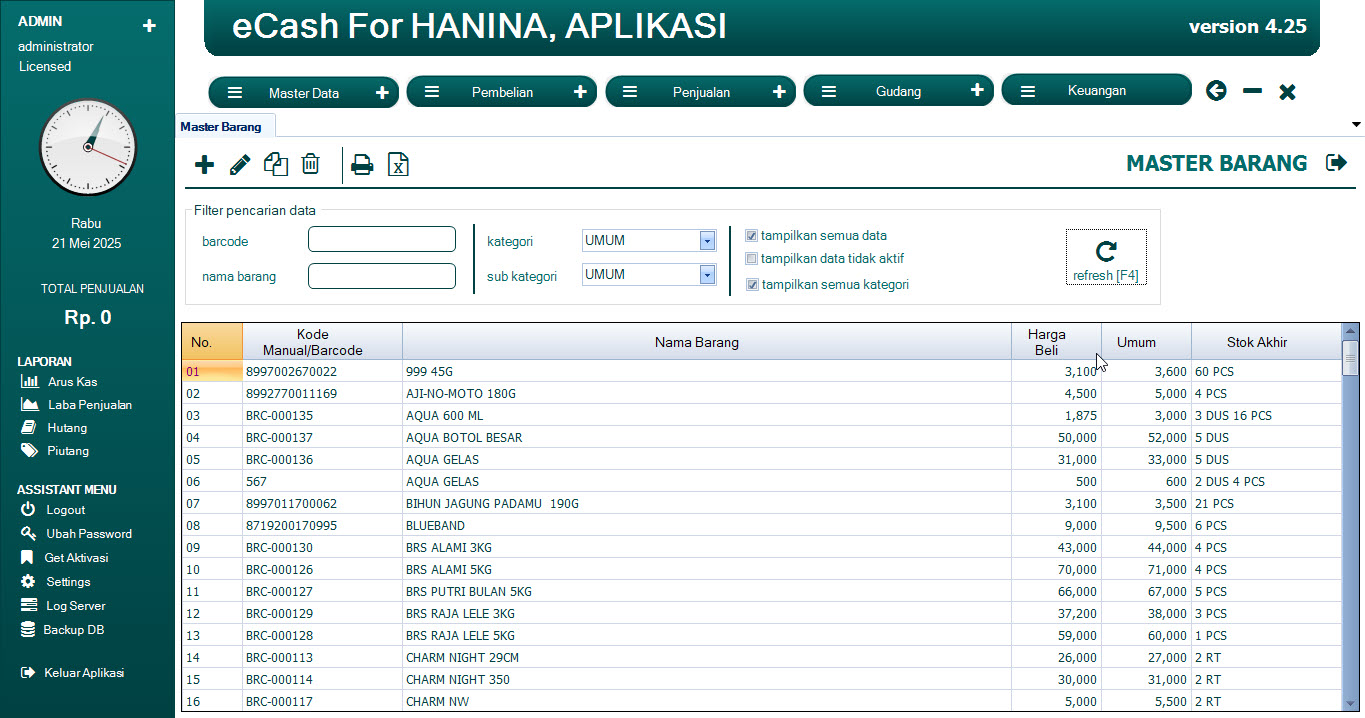 ADMIN
administrator
Licensed
Rabu
21 Mei 2025
TOTAL PENJUALAN
Rp. 0
LAPORAN
Arus Kas
Laba Penjualan
Hutang
Piutang
ASSISTANT MENU
Logout
Ubah Password
Get Aktivasi
Settings
Log Server
Backup DB
Keluar Aplikasi
eCash For HANINA, APLIKASI
version 4.25
Master Data
Pembelian
Penjualan
Gudang
Keuangan
Master Barang
MASTER BARANG
Filter pencarian data
barcode
nama barang
kategori UMUM
sub kategori UMUM
tampilkan semua data
tampilkan data tidak aktif
tampilkan semua kategori
refresh [F4]
No. Kode Manual/Barcode Nama Barang Harga Beli Umum Stok Akhir
01 8997002670022 999 45G 3,100 3,600 60 PCS
02 8992770011169 AJI-NO-MOTO 180G 4,500 5,000 4 PCS
03 BRC-000135 AQUA 600 ML 1,875 3,000 3 DUS 16 PCS
04 BRC-000137 AQUA BOTOL BESAR 50,000 52,000 5 DUS
05 BRC-000136 AQUA GELAS 31,000 33,000 5 DUS
06 567 AQUA GELAS 500 600 2 DUS 4 PCS
07 8997011700062 BIHUN JAGUNG PADAMU 190G 3,100 3,500 21 PCS
08 8719200170995 BLUEBAND 9,000 9,500 6 PCS
09 BRC-000130 BRS ALAMI 3KG 43,000 44,000 4 PCS
10 BRC-000126 BRS ALAMI 5KG 70,000 71,000 4 PCS
11 BRC-000127 BRS PUTRI BULAN 5KG 66,000 67,000 5 PCS
12 BRC-000129 BRS RAJA LELE 3KG 37,200 38,000 3 PCS
13 BRC-000128 BRS RAJA LELE 5KG 59,000 60,000 1 PCS
14 BRC-000113 CHARM NIGHT 29CM 26,000 27,000 2 RT
15 BRC-000114 CHARM NIGHT 350 30,000 31,000 2 RT
16 BRC-000117 CHARM NW 5,000 5,500 2 RT